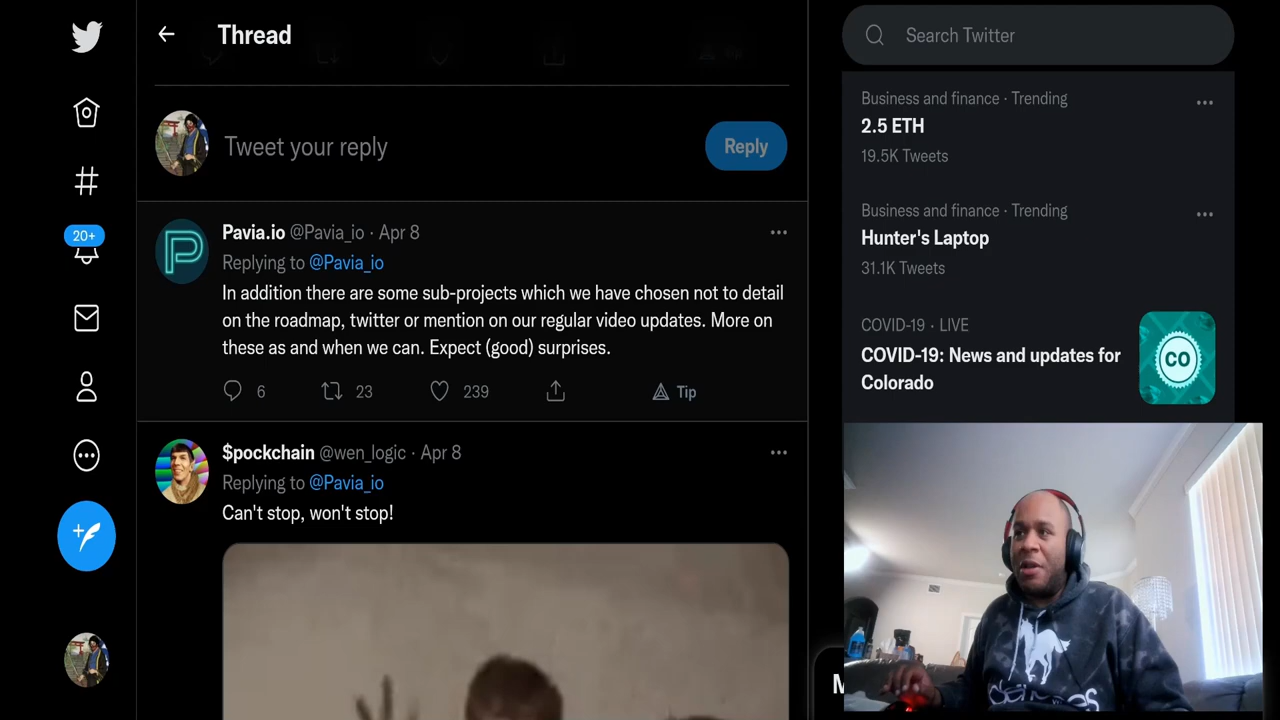 Thread
Search Twitter
Tweet your reply
Reply
20+
Pavia.io @Pavia_io · Apr 8
Replying to @Pavia_io
In addition there are some sub-projects which we have chosen not to detail
on the roadmap, twitter or mention on our regular video updates. More on
these as and when we can. Expect (good) surprises.
6
23
239
Tip
$pockchain @wen_logic · Apr 8
Replying to @Pavia_io
Can't stop, won't stop!
Business and finance · Trending
2.5 ETH
19.5K Tweets
Business and finance · Trending
Hunter's Laptop
31.1K Tweets
COVID-19 · LIVE
COVID-19: News and updates for
Colorado
CO